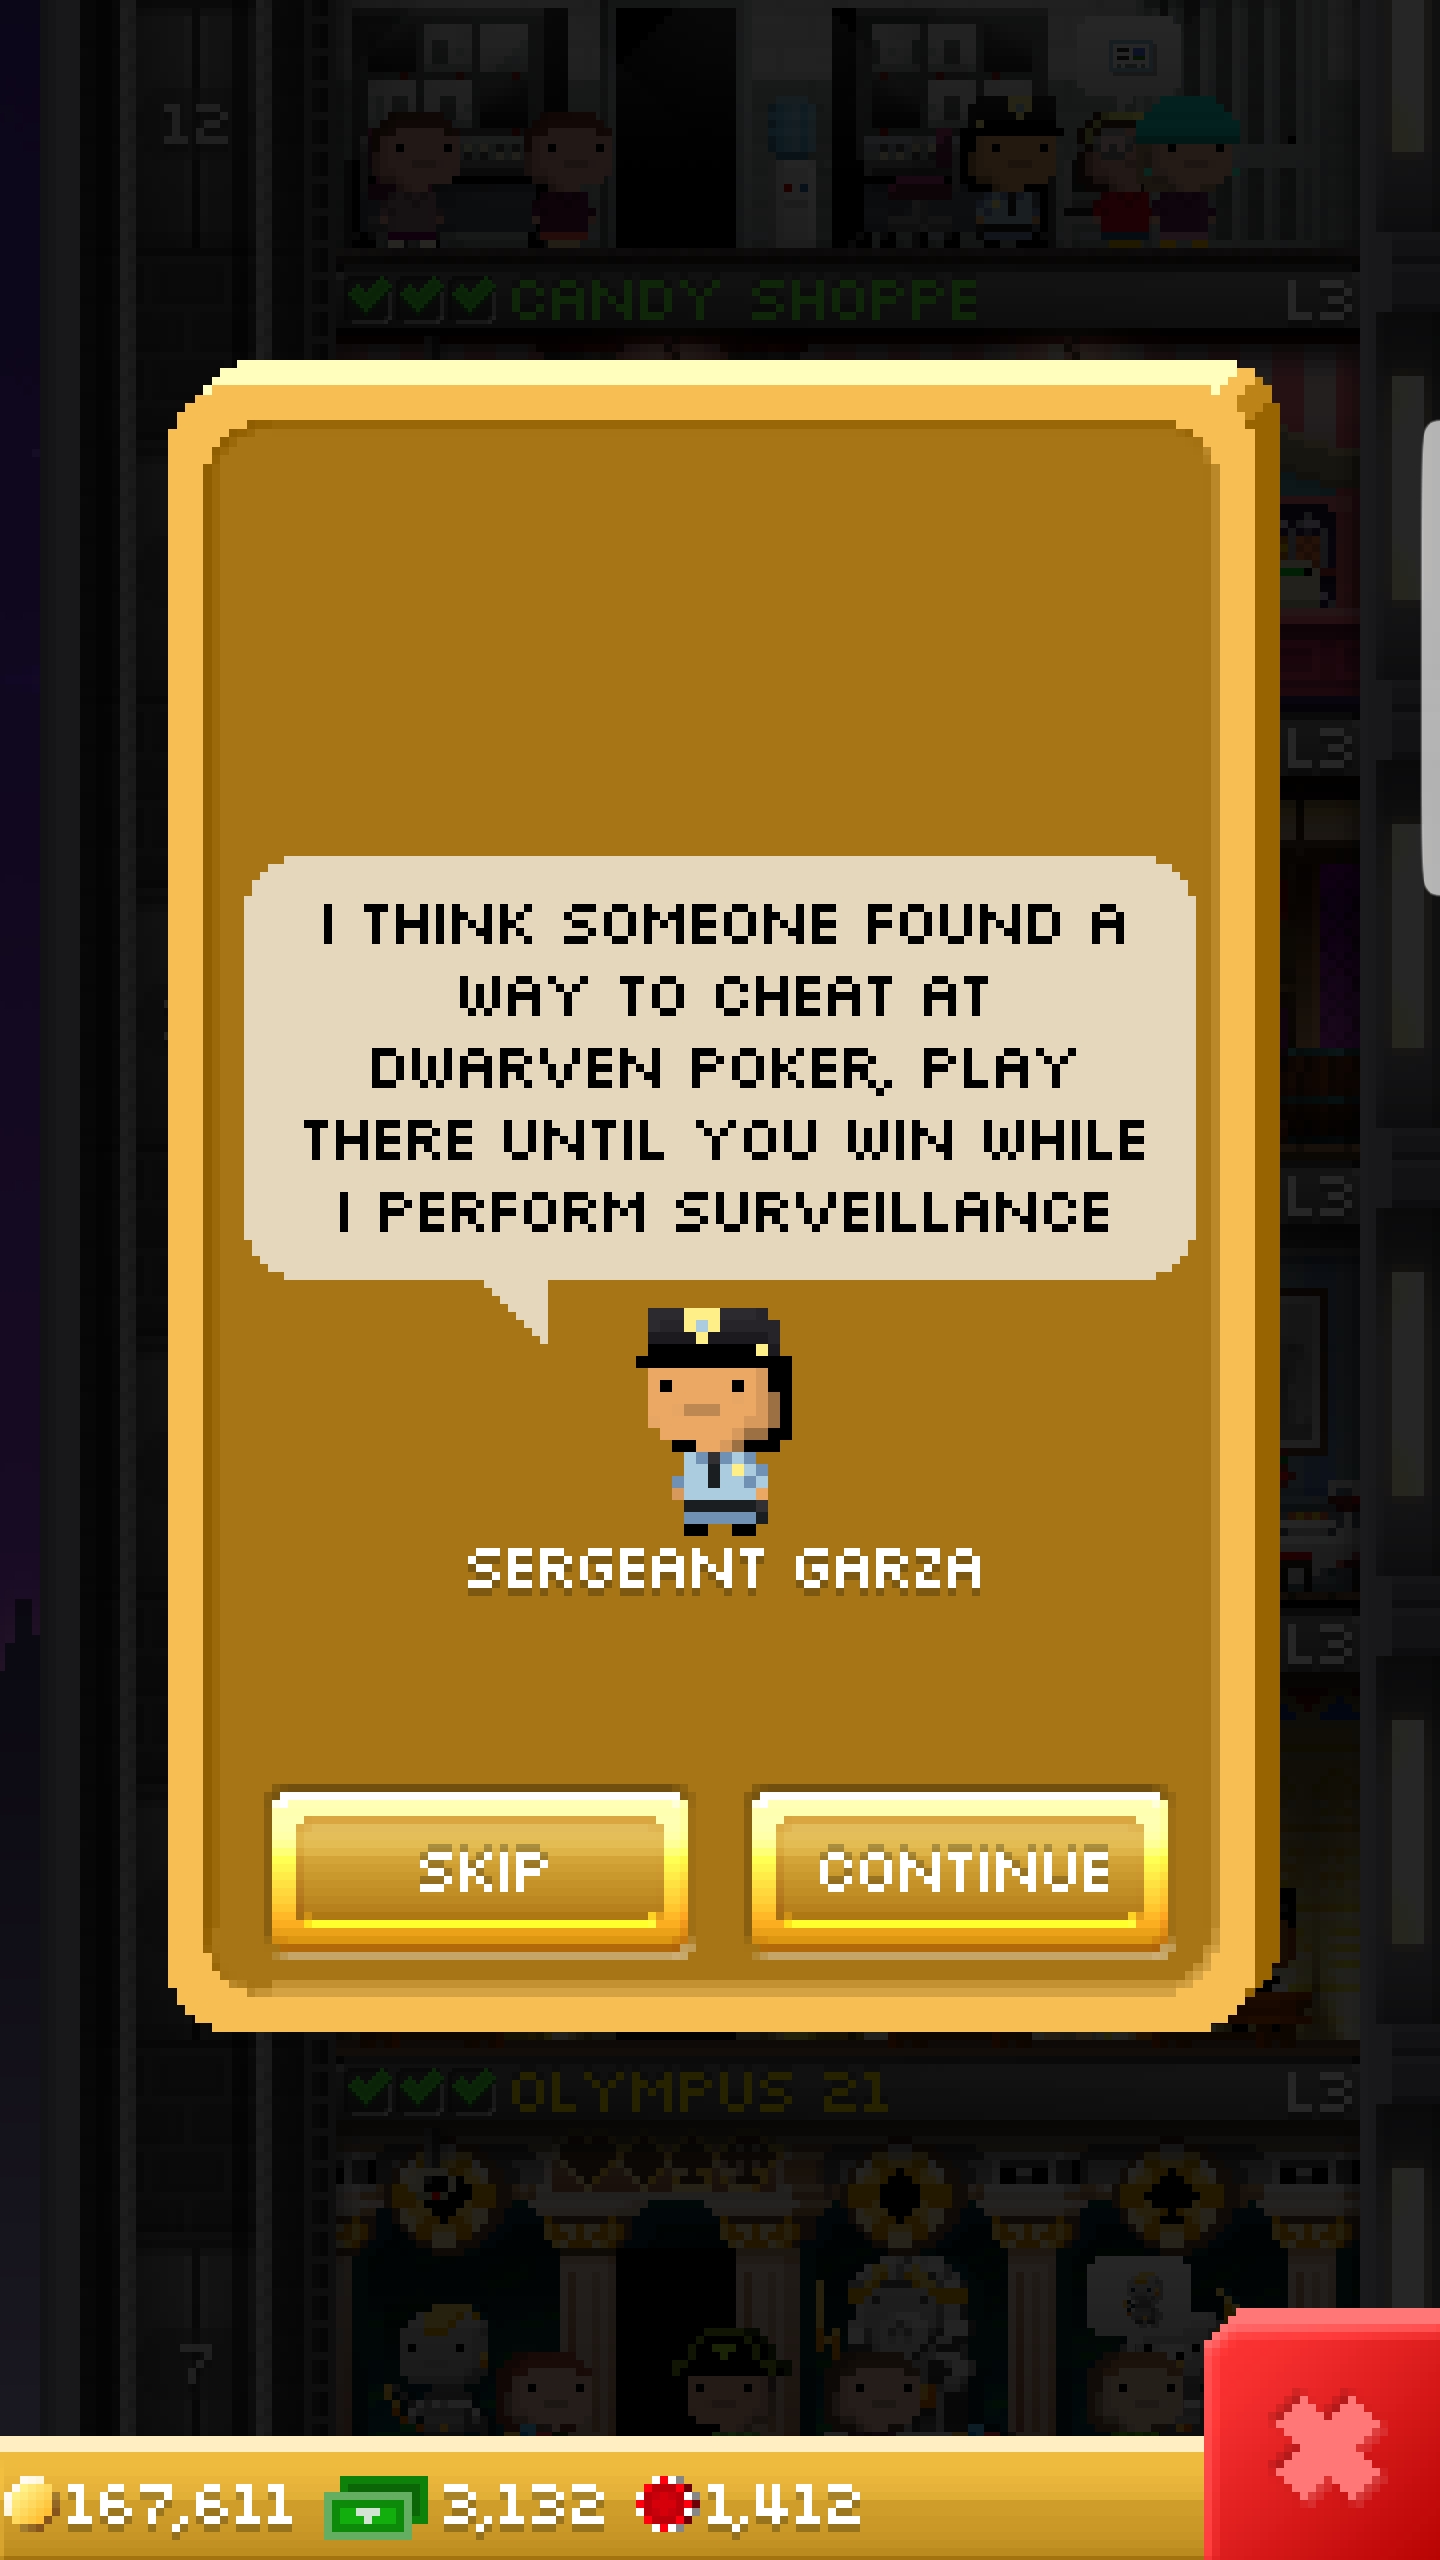 12
CANDY SHOPPE L3
L3
I THINK SOMEONE FOUND A
WAY TO CHEAT AT
DWARVEN POKER, PLAY
THERE UNTIL YOU WIN WHILE
I PERFORM SURVEILLANCE
L3
SERGEANT GARZA
L3
SKIP CONTINUE
OLYMPUS 21 L3
7
167,611 3,132 1,412